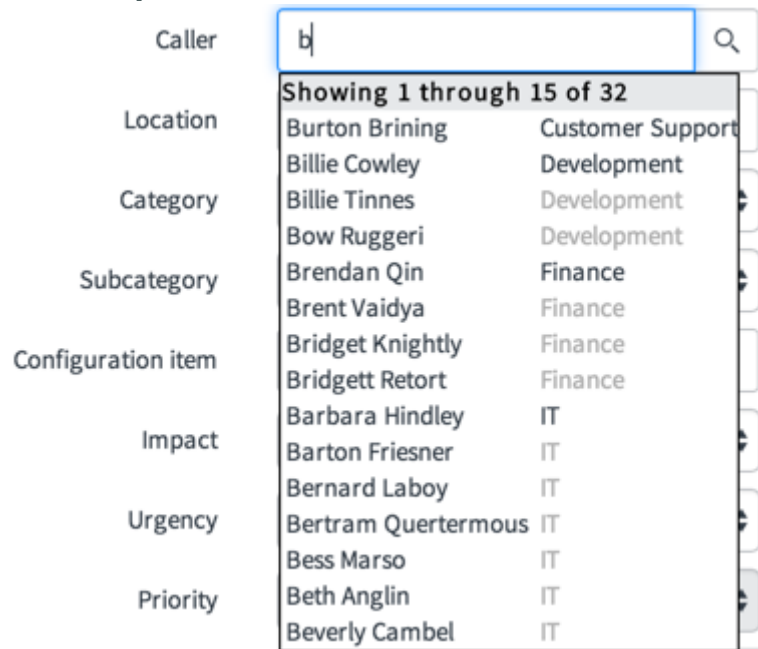 Caller b
Showing 1 through 15 of 32
Location Burton Brining Customer Support
Billie Cowley Development
Category Billie Tinnes Development
Bow Ruggeri Development
Subcategory Brendan Qin Finance
Brent Vaidya Finance
Configuration item Bridget Knightly Finance
Bridgett Retort Finance
Impact Barbara Hindley IT
Barton Friesner IT
Bernard Laboy IT
Urgency Bertram Quertermous IT
Bess Marso IT
Priority Beth Anglin IT
Beverly Cambel IT